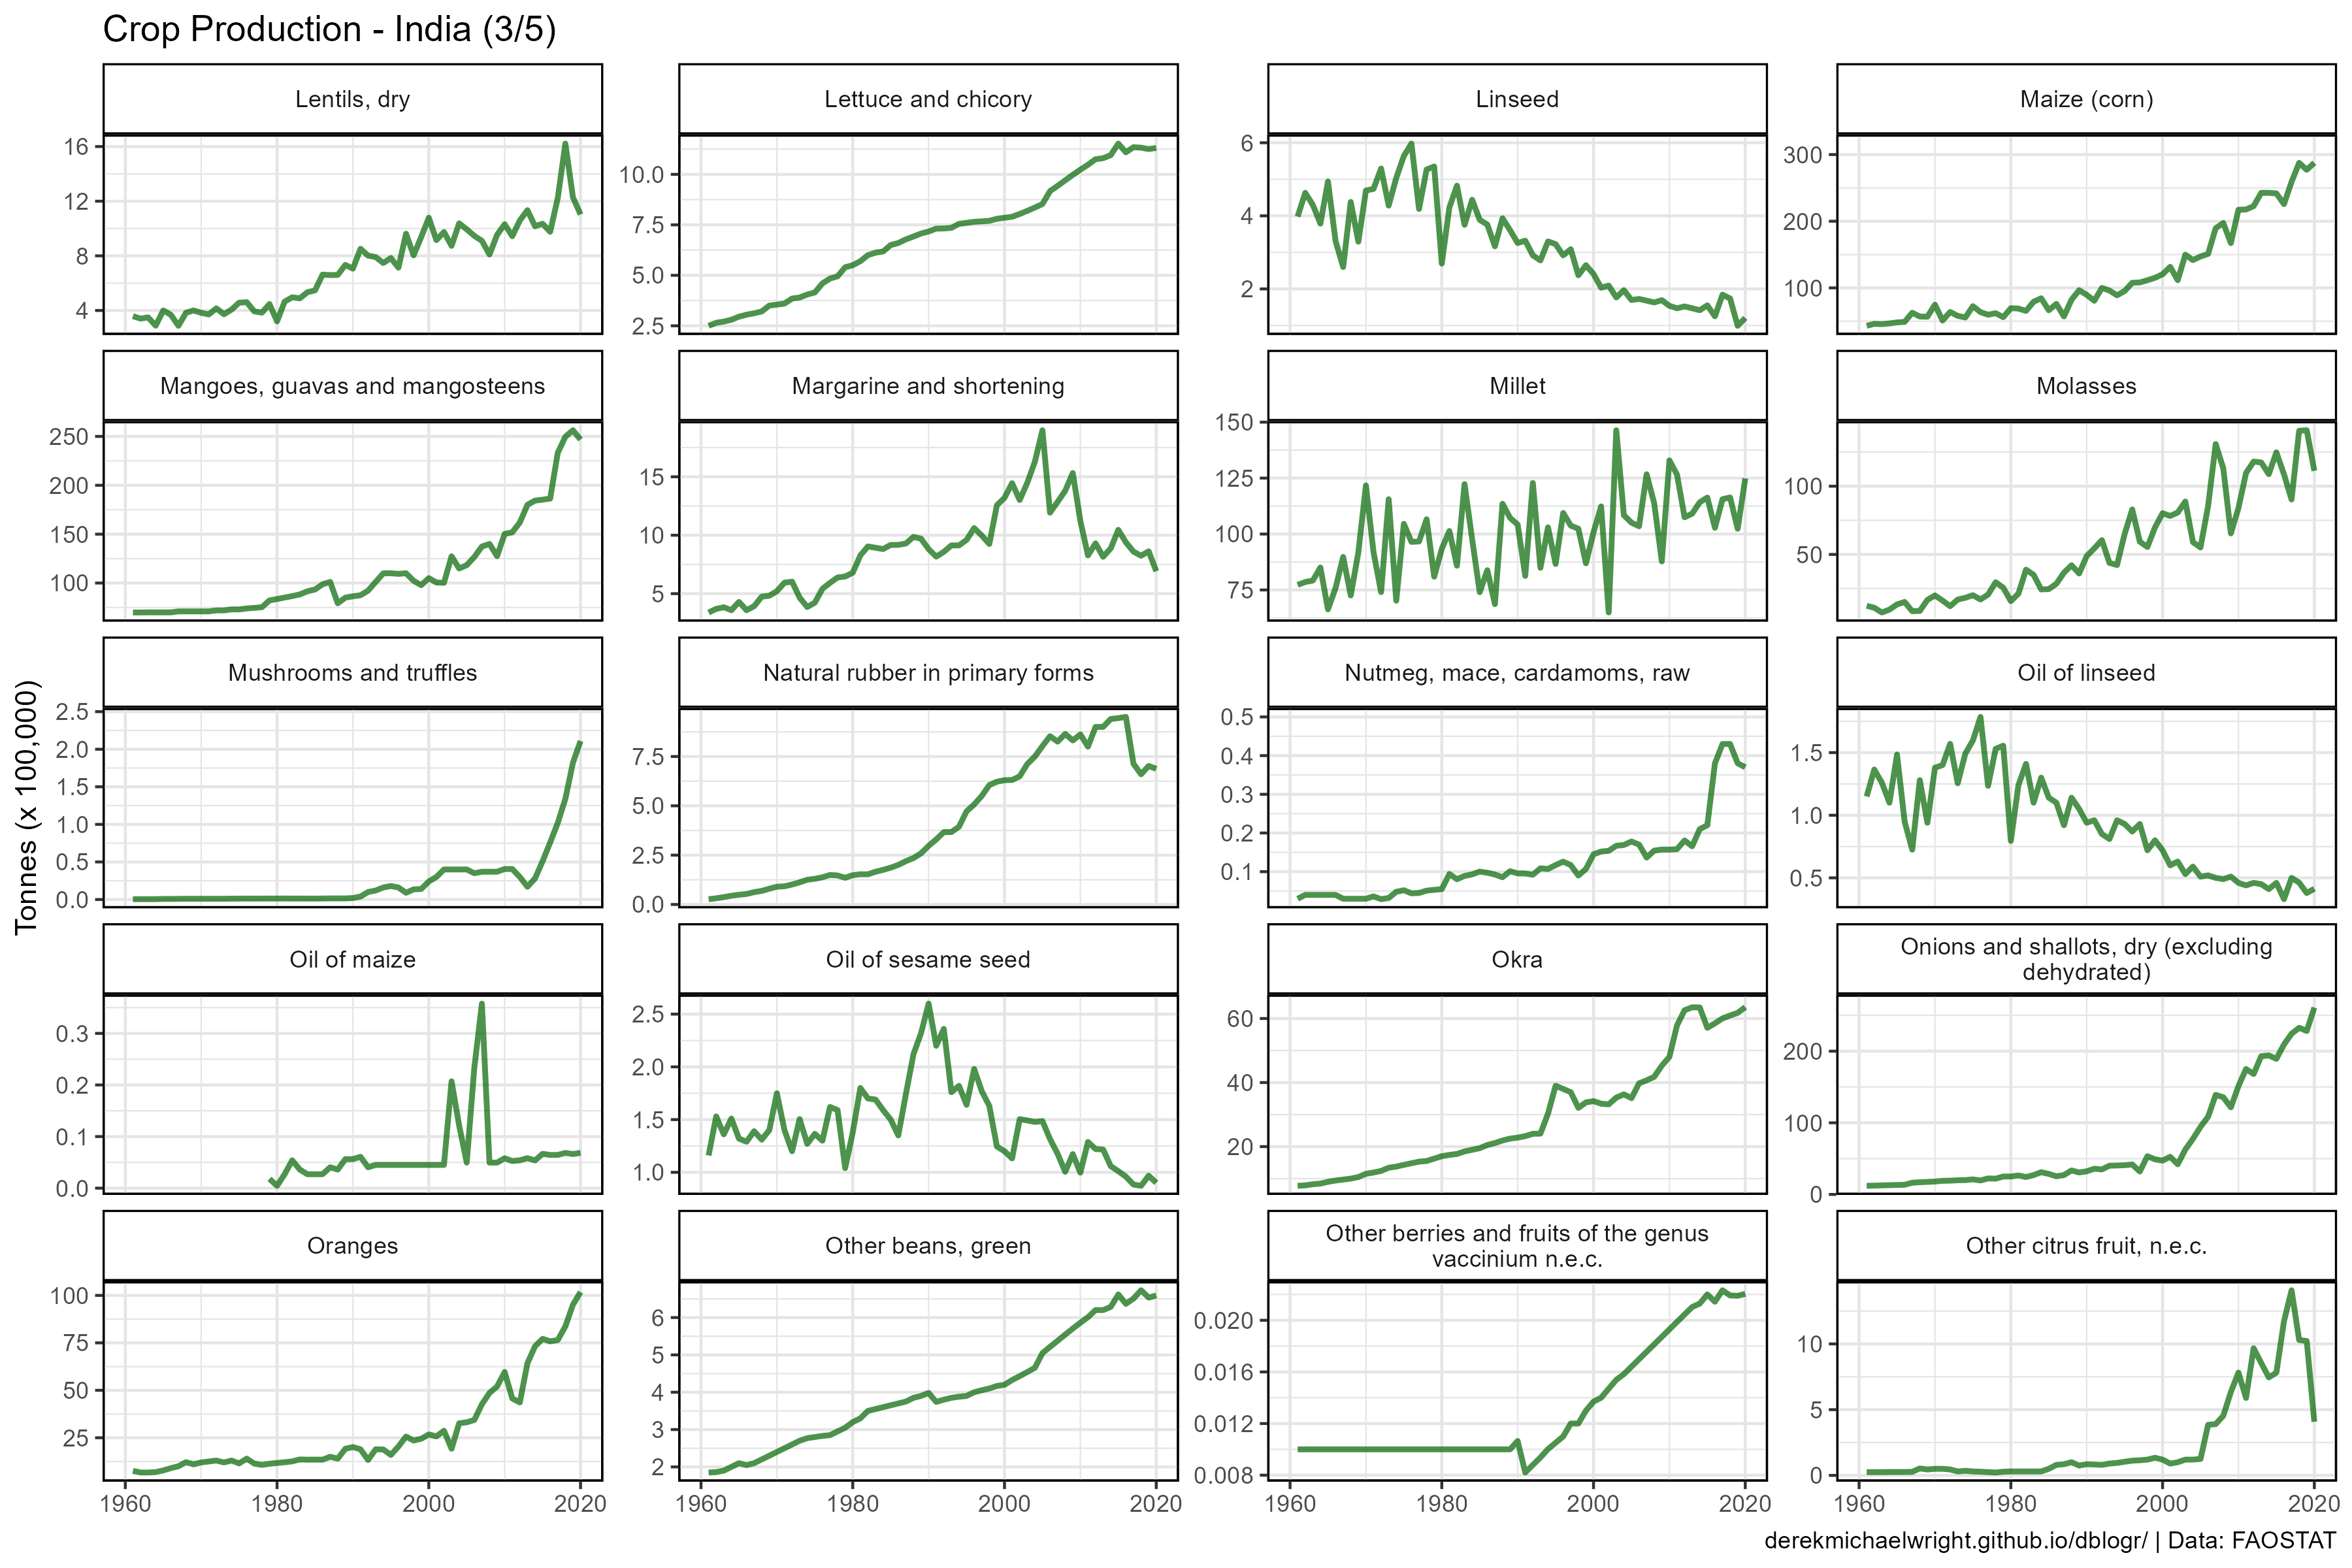 Crop Production - India (3/5)
Tonnes (x 100,000)
Lentils, dry
16
12
8
4
Lettuce and chicory
10.0
7.5
5.0
2.5
Linseed
6
4
2
Maize (corn)
300
200
100
Mangoes, guavas and mangosteens
250
200
150
100
Margarine and shortening
15
10
5
Millet
150
125
100
75
Molasses
100
50
Mushrooms and truffles
2.5
2.0
1.5
1.0
0.5
0.0
Natural rubber in primary forms
7.5
5.0
2.5
0.0
Nutmeg, mace, cardamoms, raw
0.5
0.4
0.3
0.2
0.1
Oil of linseed
1.5
1.0
0.5
Oil of maize
0.3
0.2
0.1
0.0
Oil of sesame seed
2.5
2.0
1.5
1.0
Okra
60
40
20
Onions and shallots, dry (excluding
dehydrated)
200
100
0
Oranges
100
75
50
25
1960 1980 2000 2020
Other beans, green
6
5
4
3
2
1960 1980 2000 2020
Other berries and fruits of the genus
vaccinium n.e.c.
0.020
0.016
0.012
0.008
1960 1980 2000 2020
Other citrus fruit, n.e.c.
10
5
0
1960 1980 2000 2020
derekmichaelwright.github.io/dblogr/ | Data: FAOSTAT